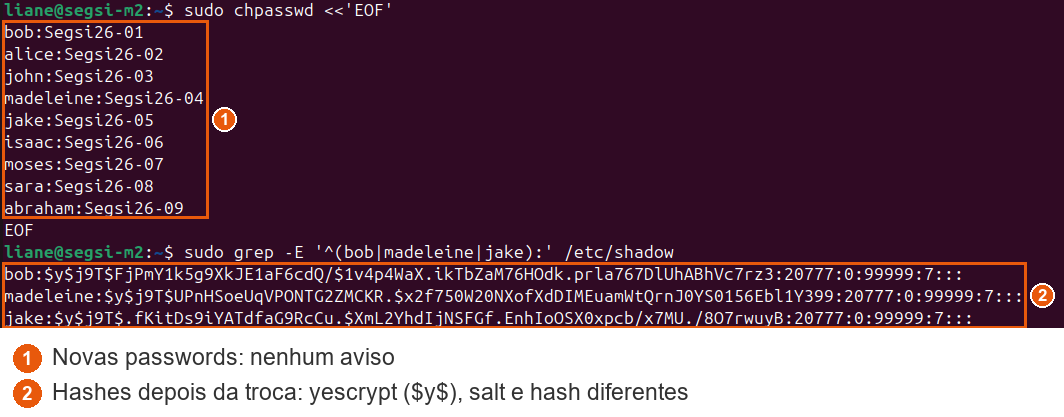 liane@segsi-m2:~$ sudo chpasswd <<'EOF'
bob:Segsi26-01
alice:Segsi26-02
john:Segsi26-03
madeleine:Segsi26-04
jake:Segsi26-05
isaac:Segsi26-06
moses:Segsi26-07
sara:Segsi26-08
abraham:Segsi26-09
1
EOF
liane@segsi-m2:~$ sudo grep -E '^(bob|madeleine|jake):' /etc/shadow
bob:$y$j9T$FjPmY1k5g9XkJE1aF6cdQ/$1v4p4WaX.ikTbZaM76HOdk.prla767DlUhABhVc7rz3:20777:0:99999:7:::
madeleine:$y$j9T$UPnHSoeUqVPONTG2ZMCKR.$x2f750W20NXofXdDIMEuamWtQrnJ0YS0156Ebl1Y399:20777:0:99999:7:::
jake:$y$j9T$.fKitDs9iYATdfaG9RcCu.$XmL2YhdIjNSFGf.EnhIoOSX0xpcb/x7MU./8O7rwuyB:20777:0:99999:7:::
2
1 Novas passwords: nenhum aviso
2 Hashes depois da troca: yescrypt ($y$), salt e hash diferentes